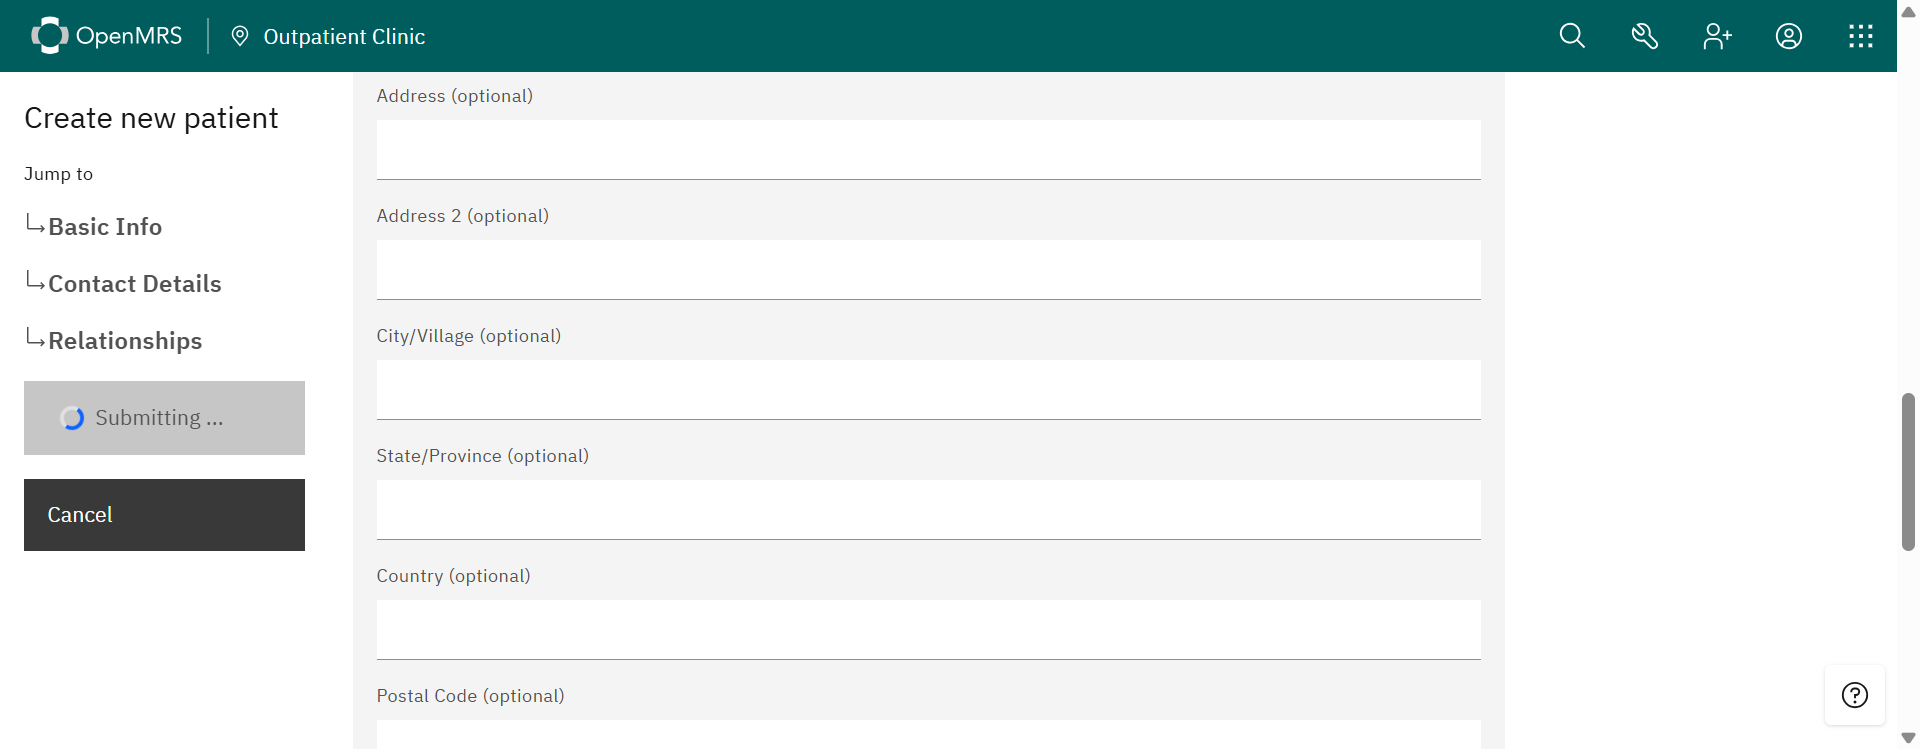 OpenMRS
Outpatient Clinic
Create new patient
Jump to
Basic Info
Contact Details
Relationships
Submitting ...
Cancel
Address (optional)
Address 2 (optional)
City/Village (optional)
State/Province (optional)
Country (optional)
Postal Code (optional)